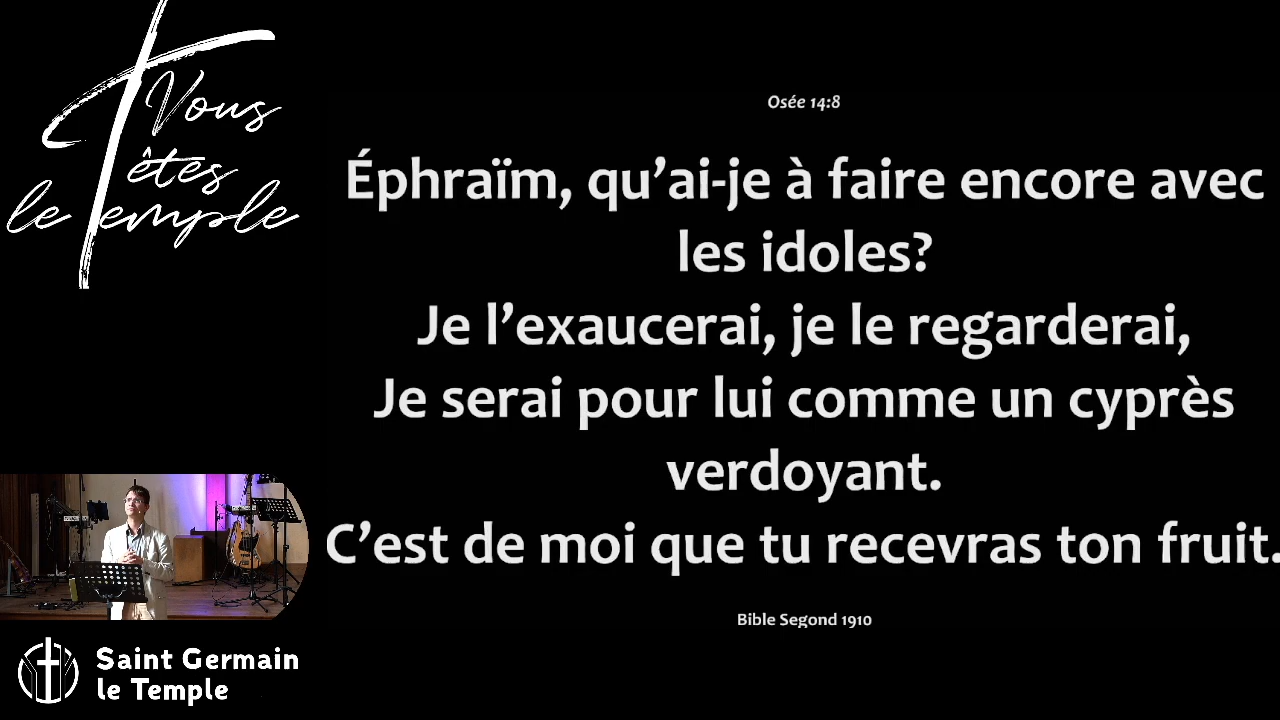 Vous
êtes
le Temple
Osée 14:8
Éphraïm, qu’ai-je à faire encore avec
les idoles?
Je l’exaucerai, je le regarderai,
Je serai pour lui comme un cyprès
verdoyant.
C’est de moi que tu recevras ton fruit.
Bible Segond 1910
Saint Germain
le Temple